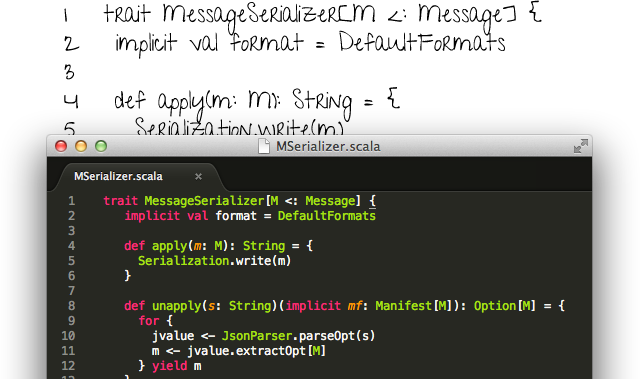 1 trait MessageSerializer[M <: Message] {
2 implicit val format = DefaultFormats
3
4 def apply(m: M): String = {
5 Serialization.write(m)
MSerializer.scala
MSerializer.scala ×
1 trait MessageSerializer[M <: Message] {
2 implicit val format = DefaultFormats
3
4 def apply(m: M): String = {
5 Serialization.write(m)
6 }
7
8 def unapply(s: String)(implicit mf: Manifest[M]): Option[M] = {
9 for {
10 jvalue <- JsonParser.parseOpt(s)
11 m <- jvalue.extractOpt[M]
12 } yield m
13 }